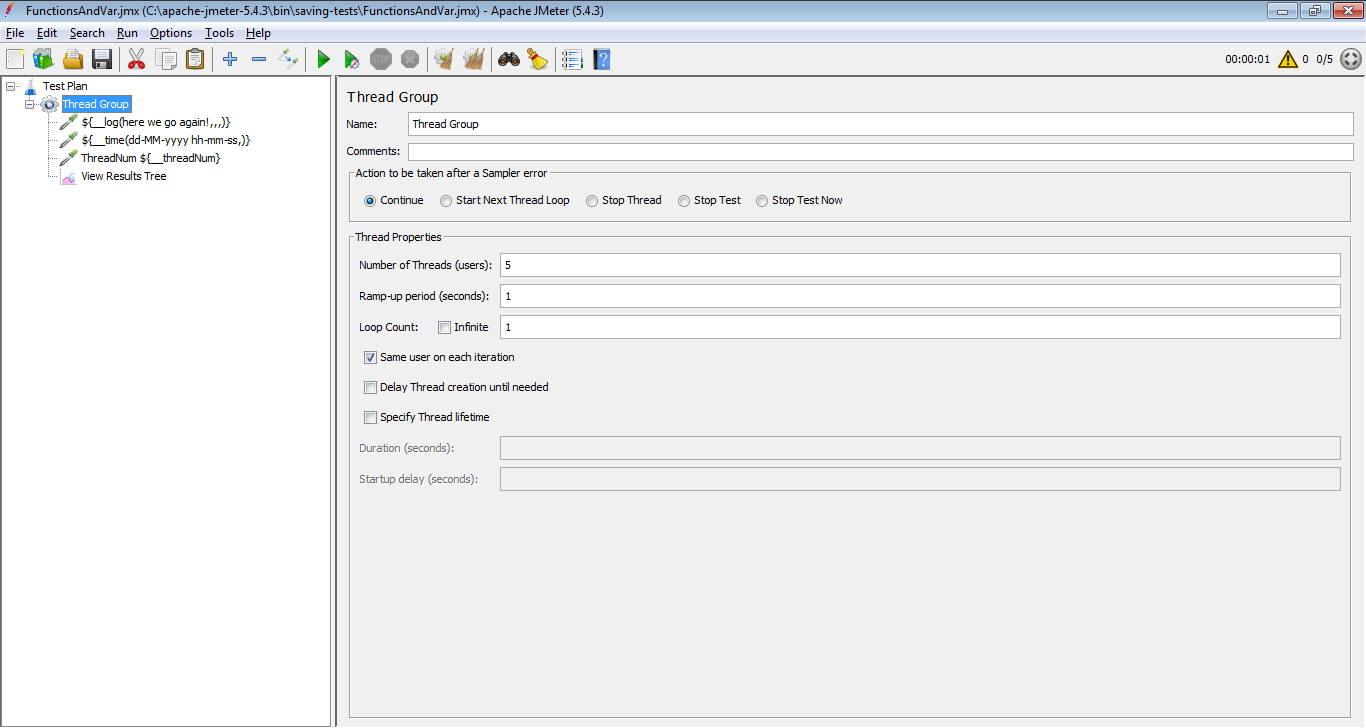 FunctionsAndVar.jmx (C:\apache-jmeter-5.4.3\bin\saving-tests\FunctionsAndVar.jmx) - Apache JMeter (5.4.3)
File Edit Search Run Options Tools Help
STOP 00:00:01 0 0/5
Test Plan
Thread Group
${__log(here we go again!,,,)}
${__time(dd-MM-yyyy hh-mm-ss,)}
ThreadNum ${__threadNum}
View Results Tree
Thread Group
Name: Thread Group
Comments:
Action to be taken after a Sampler error
Continue Start Next Thread Loop Stop Thread Stop Test Stop Test Now
Thread Properties
Number of Threads (users): 5
Ramp-up period (seconds): 1
Loop Count: Infinite 1
Same user on each iteration
Delay Thread creation until needed
Specify Thread lifetime
Duration (seconds):
Startup delay (seconds):